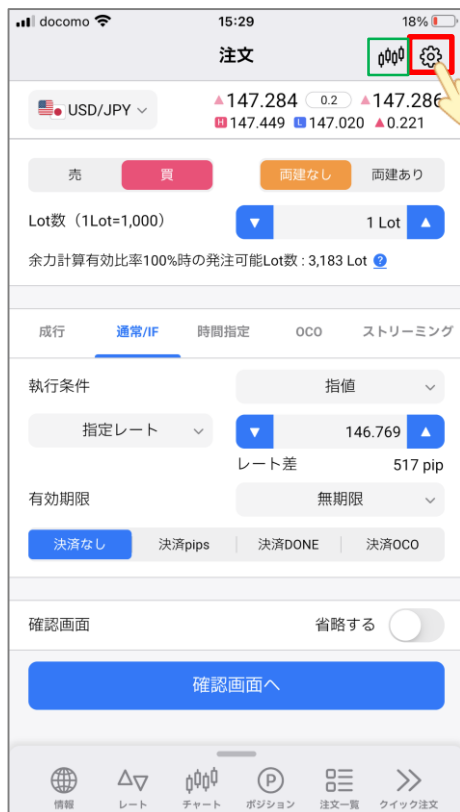 docomo 15:29 18%
注文
USD/JPY ▲147.284 0.2 ▲147.286
H 147.449 L 147.020 ▲0.221
売 買 両建なし 両建あり
Lot数（1Lot=1,000） ▼ 1 Lot ▲
余力計算有効比率100%時の発注可能Lot数 : 3,183 Lot ?
成行 通常/IF 時間指定 OCO ストリーミング
執行条件 指値
指定レート ▼ 146.769 ▲
レート差 517 pip
有効期限 無期限
決済なし 決済pips 決済DONE 決済OCO
確認画面 省略する
確認画面へ
P
情報 レート チャート ポジション 注文一覧 クイック注文